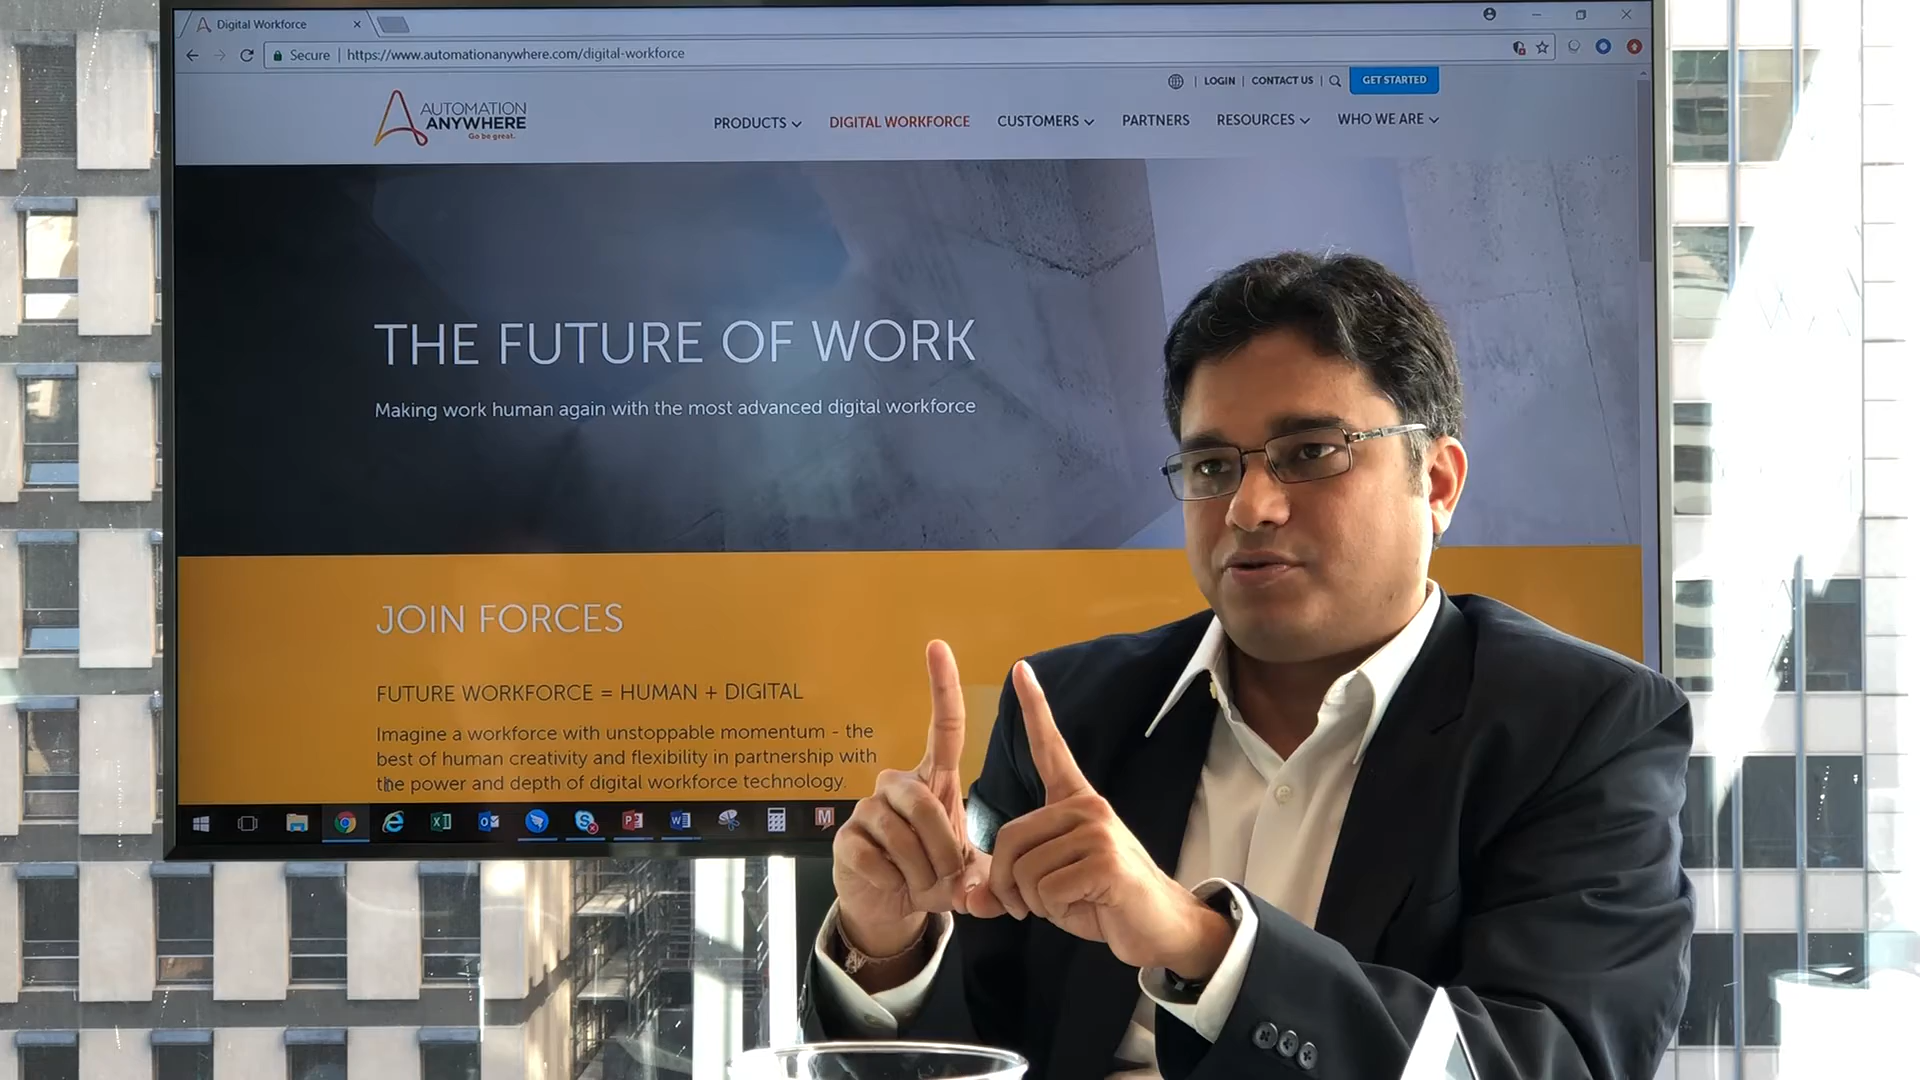 Digital Workforce
Secure
https://www.automationanywhere.com/digital-workforce
LOGIN | CONTACT US | GET STARTED
AUTOMATION
ANYWHERE
Go be great.
PRODUCTS DIGITAL WORKFORCE CUSTOMERS PARTNERS RESOURCES WHO WE ARE
THE FUTURE OF WORK
Making work human again with the most advanced digital workforce
JOIN FORCES
FUTURE WORKFORCE = HUMAN + DIGITAL
Imagine a workforce with unstoppable momentum - the
best of human creativity and flexibility in partnership with
the power and depth of digital workforce technology.